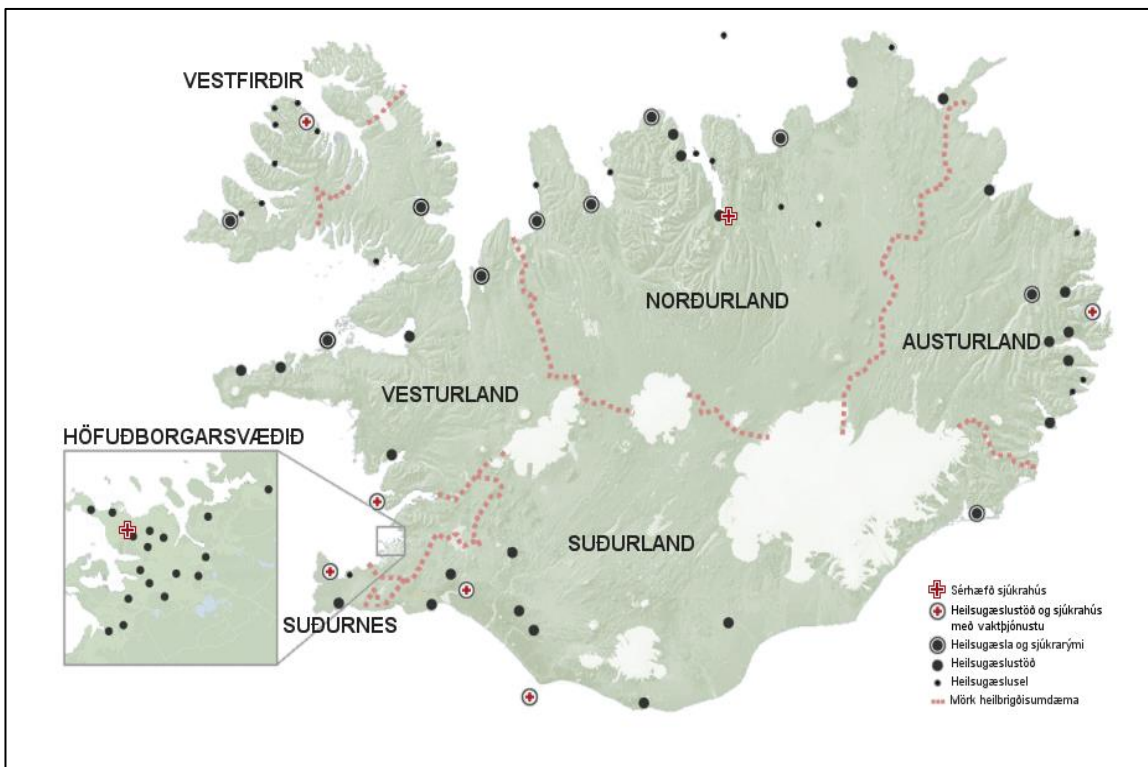 VESTFIRÐIR
NORÐURLAND
AUSTURLAND
VESTURLAND
HÖFUÐBORGARSVÆÐIÐ
SUÐURLAND
SUÐURNES
Sérhæfð sjúkrahús
Heilsugæslustöð og sjúkrahús
með vaktþjónustu
Heilsugæsla og sjúkrarými
Heilsugæslustöð
Heilsugæslusel
Mörk heilbrigðisumdæma